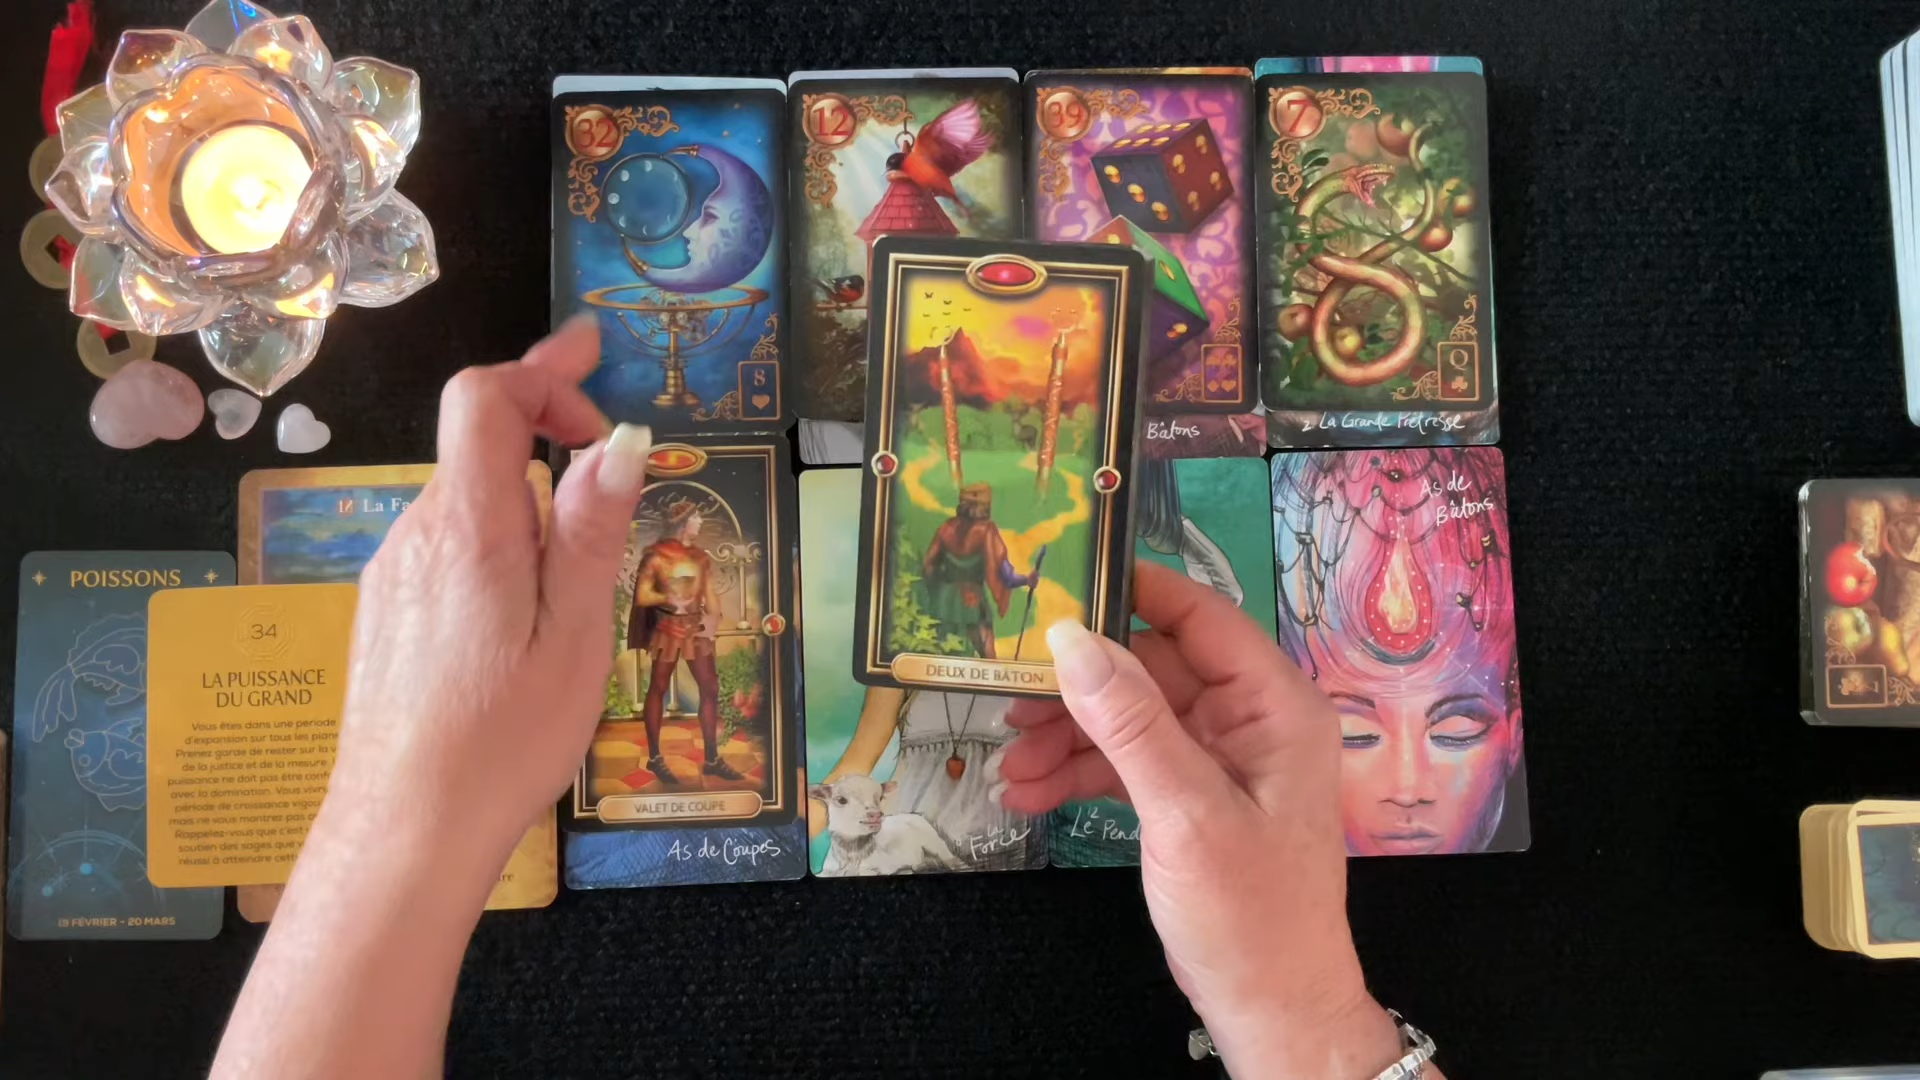 32
8
12
39
7
Q
Bâtons
2 La Grande Prêtresse
DEUX DE BÂTON
As de
Bâtons
VALET DE COUPE
As de Coupes
La
Force
12
Le Pend
18 La
POISSONS
19 FÉVRIER - 20 MARS
34
LA PUISSANCE
DU GRAND
Vous êtes dans une période
d'expansion sur tous les plans
Prenez garde de rester sur la
de la justice et de la mesure.
puissance ne doit pas être
avec la domination. Vous
période de croissance
mais ne vous montrez pas
Rappelez-vous que c'est
soutien des sages que
réussi à atteindre